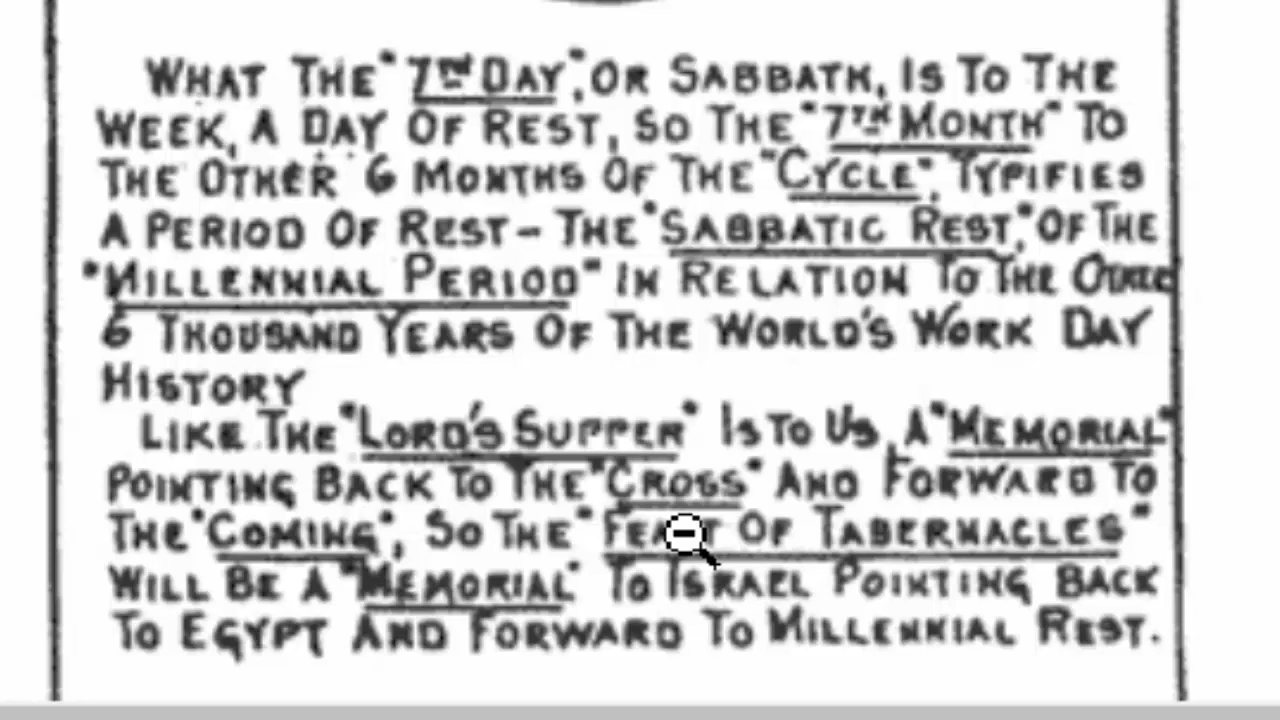 WHAT THE "7TH DAY", OR SABBATH, IS TO THE
WEEK, A DAY OF REST, SO THE "7TH MONTH" TO
THE OTHER 6 MONTHS OF THE "CYCLE", TYPIFIES
A PERIOD OF REST – THE "SABBATIC REST", OF THE
"MILLENNIAL PERIOD" IN RELATION TO THE OTHER
6 THOUSAND YEARS OF THE WORLD'S WORK DAY
HISTORY
LIKE THE "LORD'S SUPPER" IS TO US, A "MEMORIAL"
POINTING BACK TO THE "CROSS" AND FORWARD TO
THE "COMING", SO THE "FEAST OF TABERNACLES"
WILL BE A "MEMORIAL" TO ISRAEL POINTING BACK
TO EGYPT AND FORWARD TO MILLENNIAL REST.